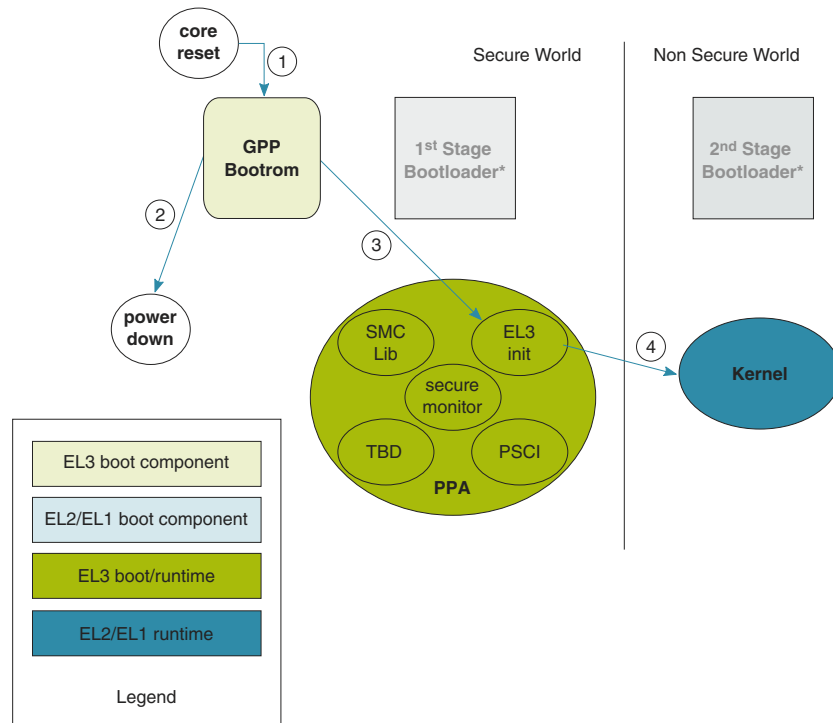 core
reset
1
Secure World
Non Secure World
GPP
Bootrom
1st Stage
Bootloader*
2nd Stage
Bootloader*
2
3
power
down
SMC
Lib
EL3
init
4
secure
monitor
Kernel
TBD
PSCI
PPA
EL3 boot component
EL2/EL1 boot component
EL3 boot/runtime
EL2/EL1 runtime
Legend